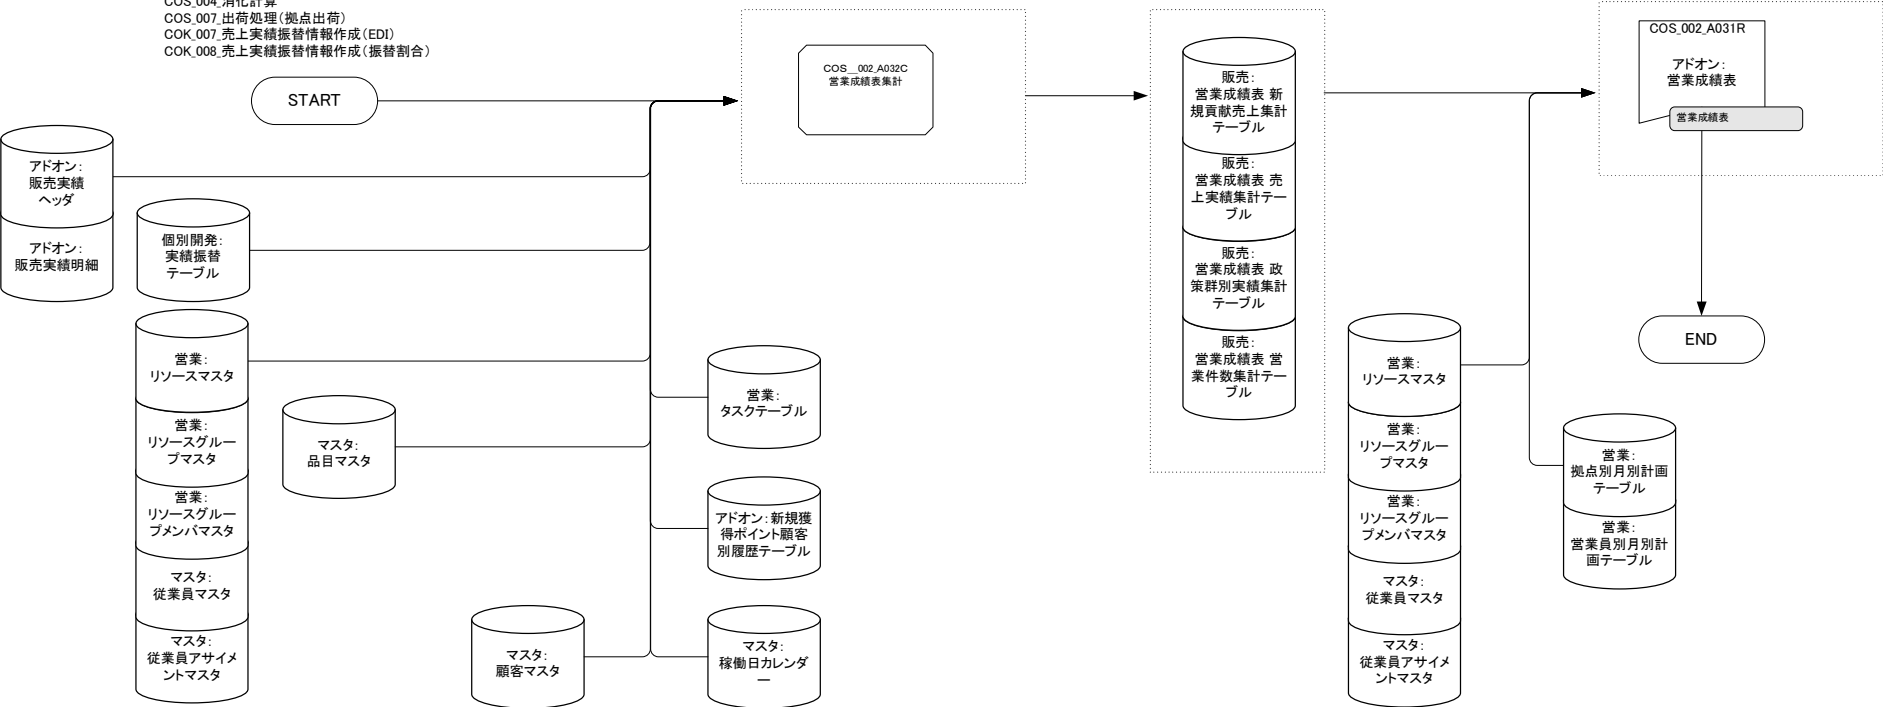 COS_004_消化計算
COS_007_出荷処理（拠点出荷）
COK_007_売上実績振替情報作成（EDI）
COK_008_売上実績振替情報作成（振替割合）
START
アドオン：
販売実績
ヘッダ
アドオン：
販売実績明細
個別開発：
実績振替
テーブル
営業：
リソースマスタ
営業：
リソースグルー
プマスタ
営業：
リソースグルー
プメンバマスタ
マスタ：
従業員マスタ
マスタ：
従業員アサイメ
ントマスタ
マスタ：
品目マスタ
マスタ：
顧客マスタ
営業：
タスクテーブル
アドオン：新規獲
得ポイント顧客
別履歴テーブル
マスタ：
稼働日カレンダ
ー
COS__002_A032C
営業成績表集計
販売：
営業成績表 新
規貢献売上集計
テーブル
販売：
営業成績表 売
上実績集計テー
ブル
販売：
営業成績表 政
策群別実績集計
テーブル
販売：
営業成績表 営
業件数集計テー
ブル
営業：
リソースマスタ
営業：
リソースグルー
プマスタ
営業：
リソースグルー
プメンバマスタ
マスタ：
従業員マスタ
マスタ：
従業員アサイメ
ントマスタ
営業：
拠点別月別計画
テーブル
営業：
営業員別月別計
画テーブル
COS_002_A031R
アドオン：
営業成績表
営業成績表
END